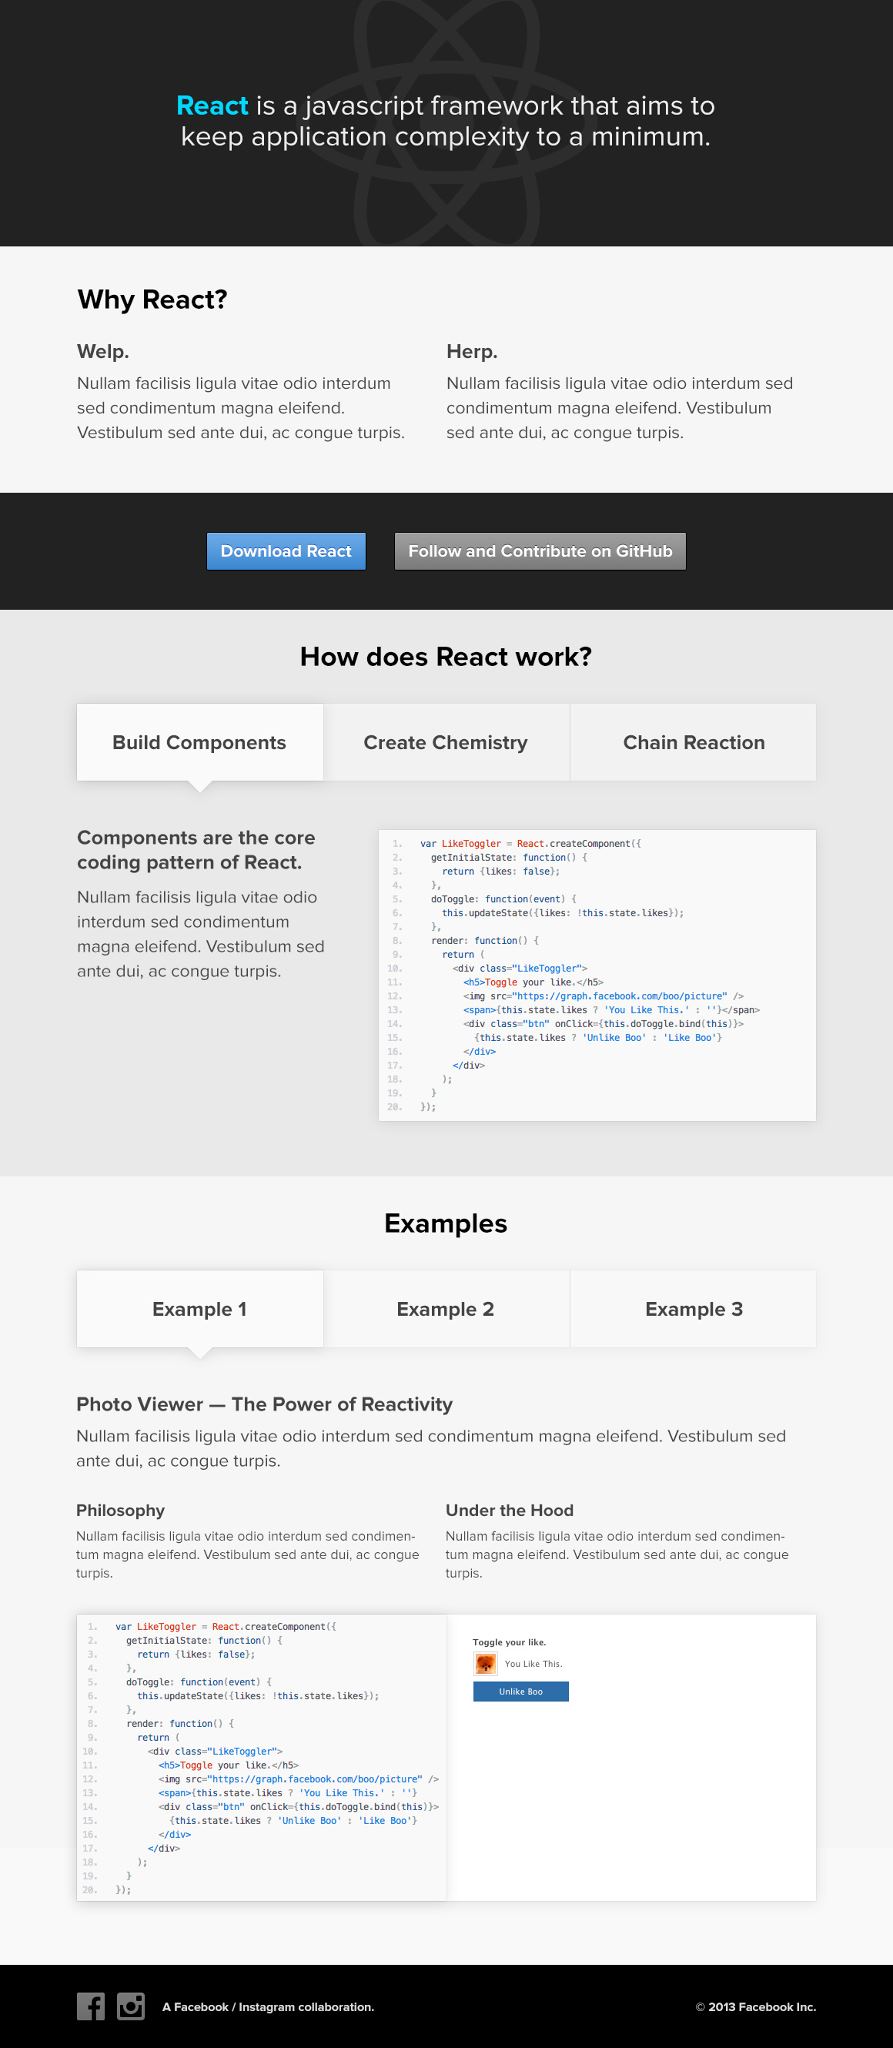 React is a javascript framework that aims to
keep application complexity to a minimum.
Why React?
Welp.
Nullam facilisis ligula vitae odio interdum
sed condimentum magna eleifend.
Vestibulum sed ante dui, ac congue turpis.
Herp.
Nullam facilisis ligula vitae odio interdum sed
condimentum magna eleifend. Vestibulum
sed ante dui, ac congue turpis.
Download React
Follow and Contribute on GitHub
How does React work?
Build Components
Create Chemistry
Chain Reaction
Components are the core
coding pattern of React.
Nullam facilisis ligula vitae odio
interdum sed condimentum
magna eleifend. Vestibulum sed
ante dui, ac congue turpis.
1. var LikeToggler = React.createComponent({
2. getInitialState: function() {
3. return {likes: false};
4. },
5. doToggle: function(event) {
6. this.updateState({likes: !this.state.likes});
7. },
8. render: function() {
9. return (
10. <div class="LikeToggler">
11. <h5>Toggle your like.</h5>
12. <img src="https://graph.facebook.com/boo/picture" />
13. <span>{this.state.likes ? 'You Like This.' : ''}</span>
14. <div class="btn" onClick={this.doToggle.bind(this)}>
15. {this.state.likes ? 'Unlike Boo' : 'Like Boo'}
16. </div>
17. </div>
18. );
19. }
20. });
Examples
Example 1
Example 2
Example 3
Photo Viewer — The Power of Reactivity
Nullam facilisis ligula vitae odio interdum sed condimentum magna eleifend. Vestibulum sed
ante dui, ac congue turpis.
Philosophy
Nullam facilisis ligula vitae odio interdum sed condimen-
tum magna eleifend. Vestibulum sed ante dui, ac congue
turpis.
Under the Hood
Nullam facilisis ligula vitae odio interdum sed condimen-
tum magna eleifend. Vestibulum sed ante dui, ac congue
turpis.
1. var LikeToggler = React.createComponent({
2. getInitialState: function() {
3. return {likes: false};
4. },
5. doToggle: function(event) {
6. this.updateState({likes: !this.state.likes});
7. },
8. render: function() {
9. return (
10. <div class="LikeToggler">
11. <h5>Toggle your like.</h5>
12. <img src="https://graph.facebook.com/boo/picture" />
13. <span>{this.state.likes ? 'You Like This.' : ''}
14. <div class="btn" onClick={this.doToggle.bind(this)}>
15. {this.state.likes ? 'Unlike Boo' : 'Like Boo'}
16. </div>
17. </div>
18. );
19. }
20. });
Toggle your like.
You Like This.
Unlike Boo
A Facebook / Instagram collaboration.
© 2013 Facebook Inc.